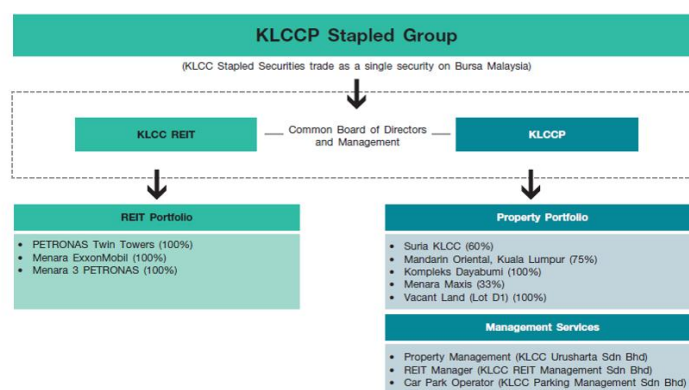 KLCCP Stapled Group
(KLCC Stapled Securities trade as a single security on Bursa Malaysia)
KLCC REIT
Common Board of Directors
and Management
KLCCP
REIT Portfolio
• PETRONAS Twin Towers (100%)
• Menara ExxonMobil (100%)
• Menara 3 PETRONAS (100%)
Property Portfolio
• Suria KLCC (60%)
• Mandarin Oriental, Kuala Lumpur (75%)
• Kompleks Dayabumi (100%)
• Menara Maxis (33%)
• Vacant Land (Lot D1) (100%)
Management Services
• Property Management (KLCC Urusharta Sdn Bhd)
• REIT Manager (KLCC REIT Management Sdn Bhd)
• Car Park Operator (KLCC Parking Management Sdn Bhd)